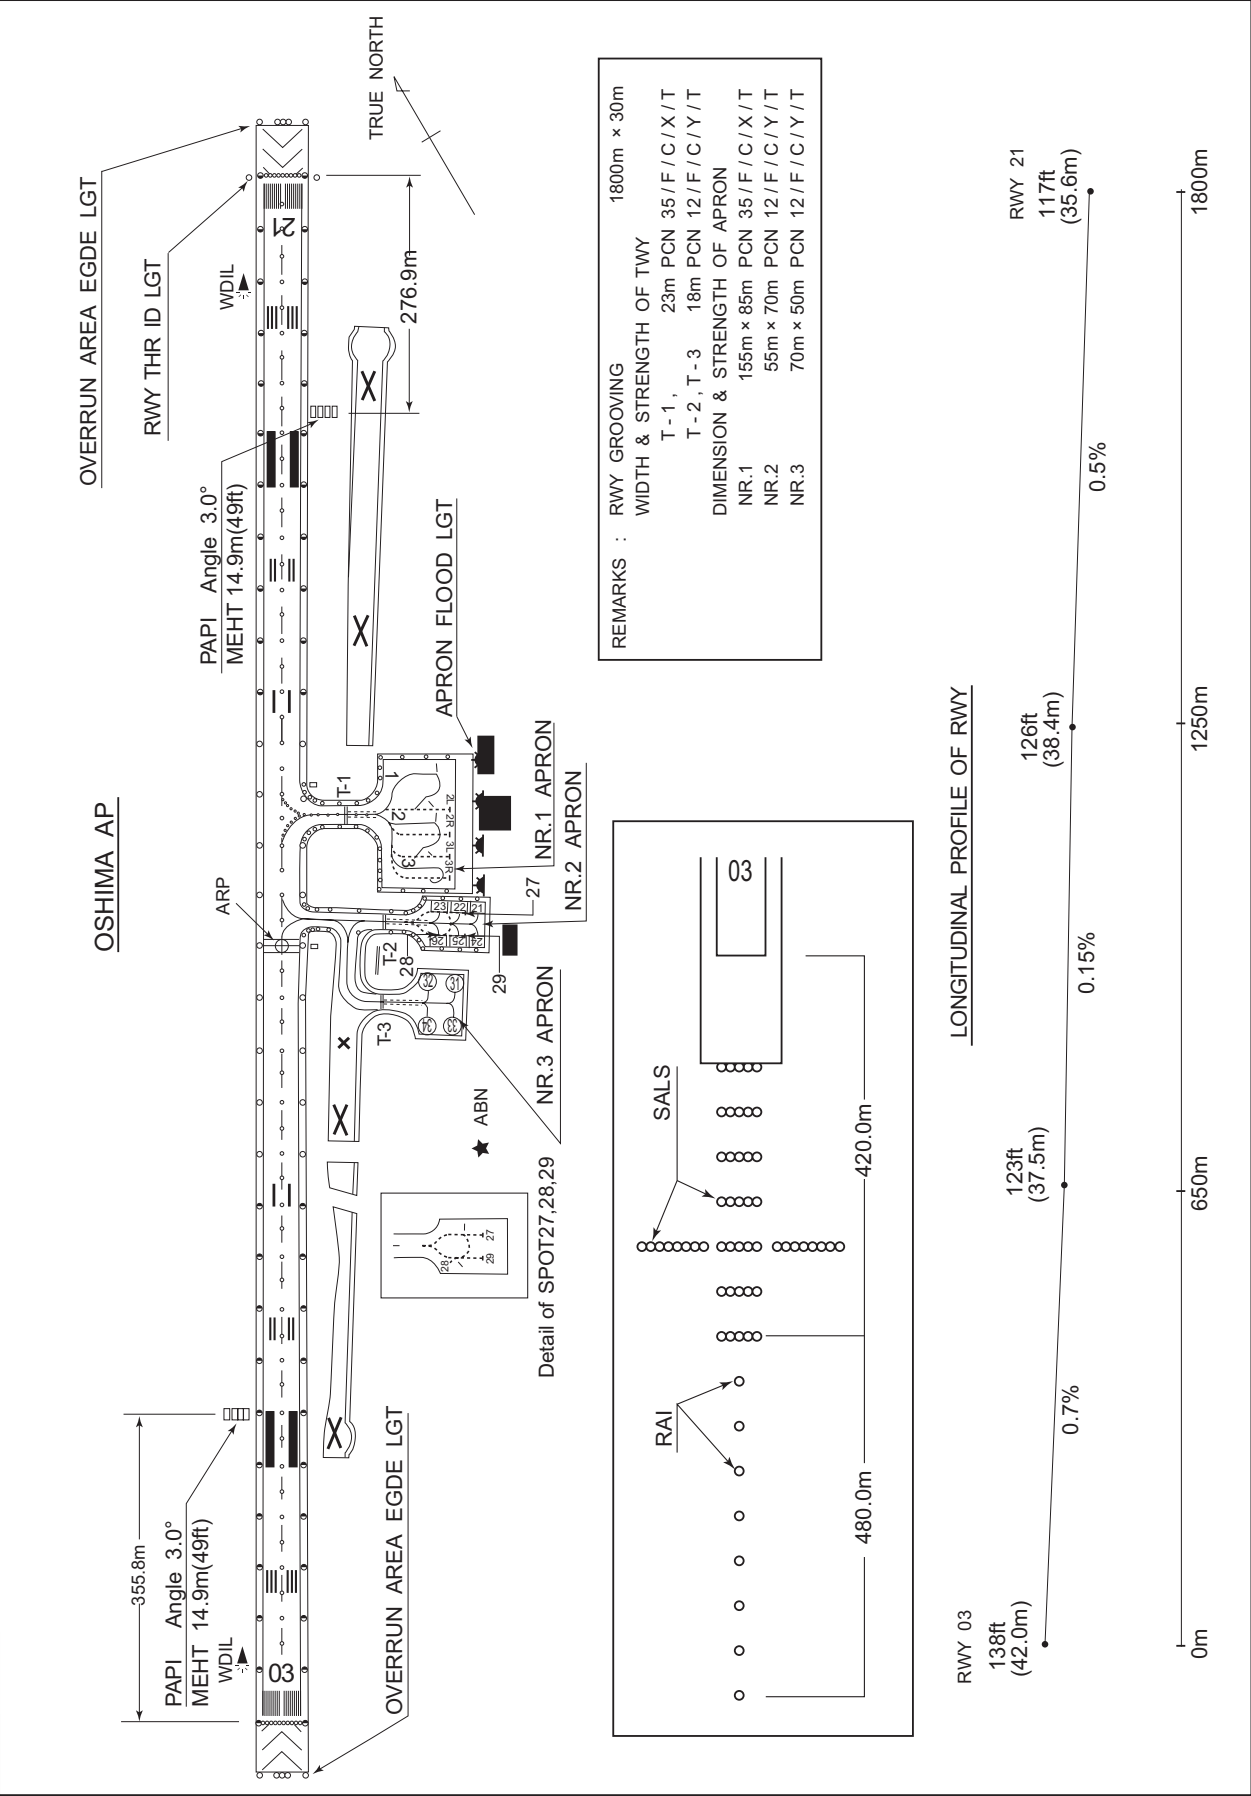 OSHIMA AP
OVERRUN AREA EGDE LGT
RWY THR ID LGT
WDIL
PAPI Angle 3.0°
MEHT 14.9m(49ft)
TRUE NORTH
276.9m
21
ARP
T-1
T-2
T-3
1
2
3
2L
2R
3L
3R
APRON FLOOD LGT
NR.1 APRON
NR.2 APRON
NR.3 APRON
21
22
23
24
25
26
27
28
29
31
32
33
34
ABN
355.8m
PAPI Angle 3.0°
MEHT 14.9m(49ft)
WDIL
03
OVERRUN AREA EGDE LGT
28
27
29
Detail of SPOT27,28,29
REMARKS : RWY GROOVING 1800m × 30m
WIDTH & STRENGTH OF TWY
T-1, 23m PCN 35/F/C/X/T
T-2, T-3 18m PCN 12/F/C/Y/T
DIMENSION & STRENGTH OF APRON
NR.1 155m × 85m PCN 35/F/C/X/T
NR.2 55m × 70m PCN 12/F/C/Y/T
NR.3 70m × 50m PCN 12/F/C/Y/T
RAI
SALS
03
480.0m
420.0m
LONGITUDINAL PROFILE OF RWY
RWY 03
138ft
(42.0m)
0.7%
123ft
(37.5m)
0.15%
126ft
(38.4m)
0.5%
RWY 21
117ft
(35.6m)
0m
650m
1250m
1800m